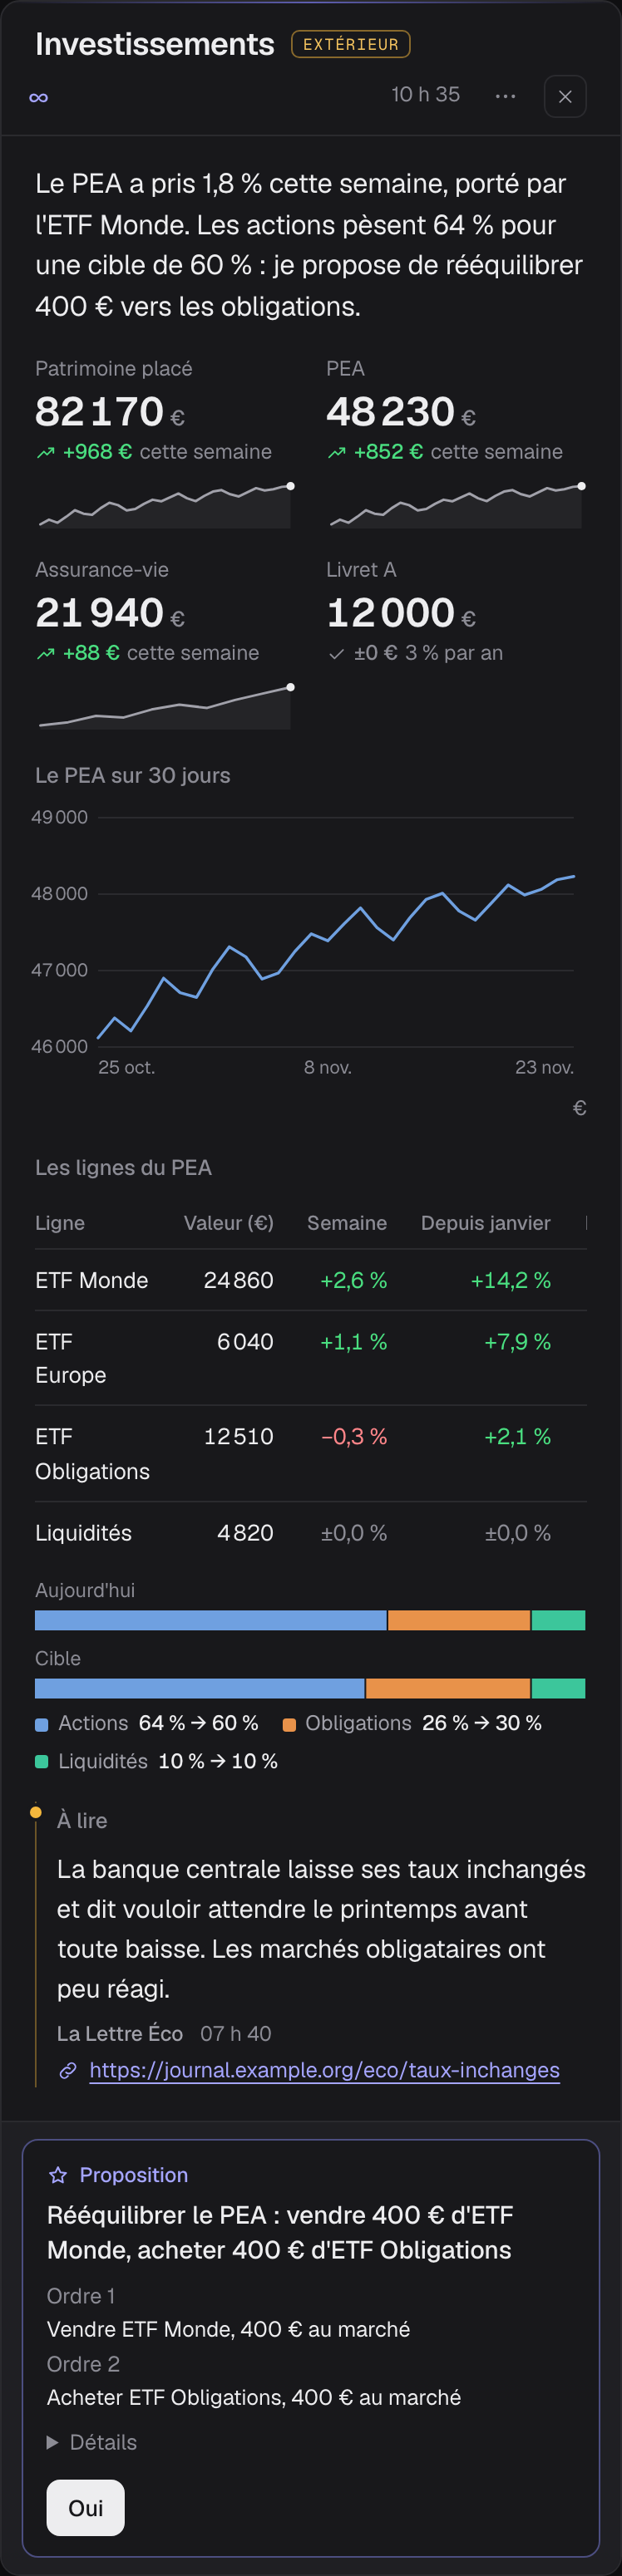 Investissements EXTÉRIEUR
∞ 10 h 35 ··· ×
Le PEA a pris 1,8 % cette semaine, porté par
l'ETF Monde. Les actions pèsent 64 % pour
une cible de 60 % : je propose de rééquilibrer
400 € vers les obligations.
Patrimoine placé
82 170 €
+968 € cette semaine
PEA
48 230 €
+852 € cette semaine
Assurance-vie
21 940 €
+88 € cette semaine
Livret A
12 000 €
±0 € 3 % par an
Le PEA sur 30 jours
49 000
48 000
47 000
46 000
25 oct. 8 nov. 23 nov.
€
Les lignes du PEA
Ligne Valeur (€) Semaine Depuis janvier
ETF Monde 24 860 +2,6 % +14,2 %
ETF 6 040 +1,1 % +7,9 %
Europe
ETF 12 510 −0,3 % +2,1 %
Obligations
Liquidités 4 820 ±0,0 % ±0,0 %
Aujourd'hui
Cible
Actions 64 % → 60 % Obligations 26 % → 30 %
Liquidités 10 % → 10 %
À lire
La banque centrale laisse ses taux inchangés
et dit vouloir attendre le printemps avant
toute baisse. Les marchés obligataires ont
peu réagi.
La Lettre Éco 07 h 40
https://journal.example.org/eco/taux-inchanges
Proposition
Rééquilibrer le PEA : vendre 400 € d'ETF
Monde, acheter 400 € d'ETF Obligations
Ordre 1
Vendre ETF Monde, 400 € au marché
Ordre 2
Acheter ETF Obligations, 400 € au marché
Détails
Oui